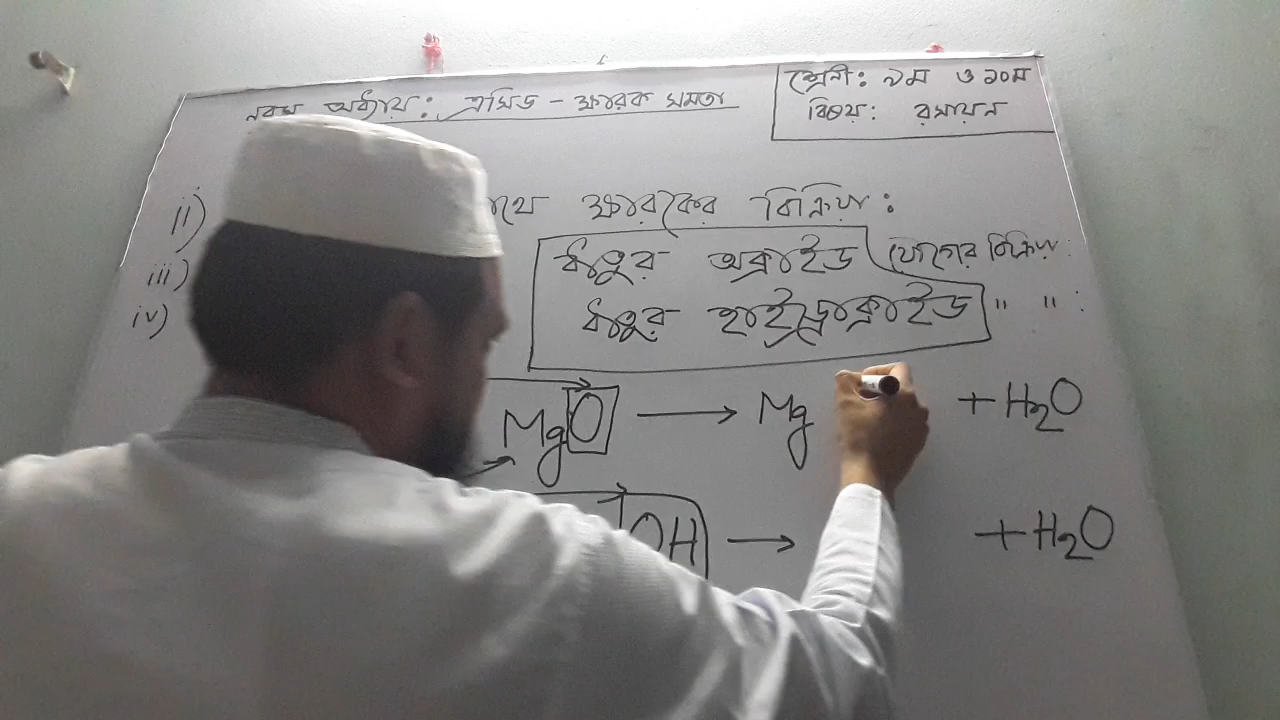 নবম অধ্যায়: এসিড - ক্ষারক সমতা
শ্রেনী: ৯ম ও ১০ম
বিষয়: রসায়ন
ii) ক্ষারকের বিক্রিয়া:
iii) ধাতুর অক্সাইড যৌগের বিক্রিয়া:
iv) ধাতুর হাইড্রোক্সাইড " " :
MgO → Mg + H₂O
OH → + H₂O